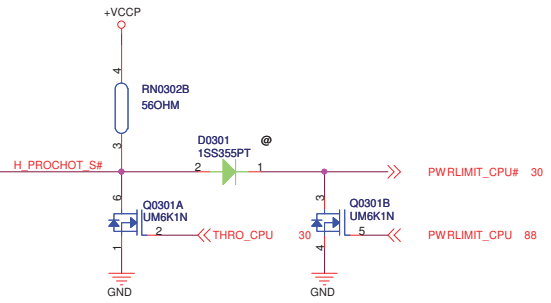 +VCCP
4
RN0302B
56OHM
3
D0301
@
1SS355PT
H_PROCHOT_S#
2
1
PWRLIMIT_CPU# 30
6
Q0301A
UM6K1N
2
THRO_CPU 30
1
GND
3
Q0301B
UM6K1N
5
PWRLIMIT_CPU 88
4
GND